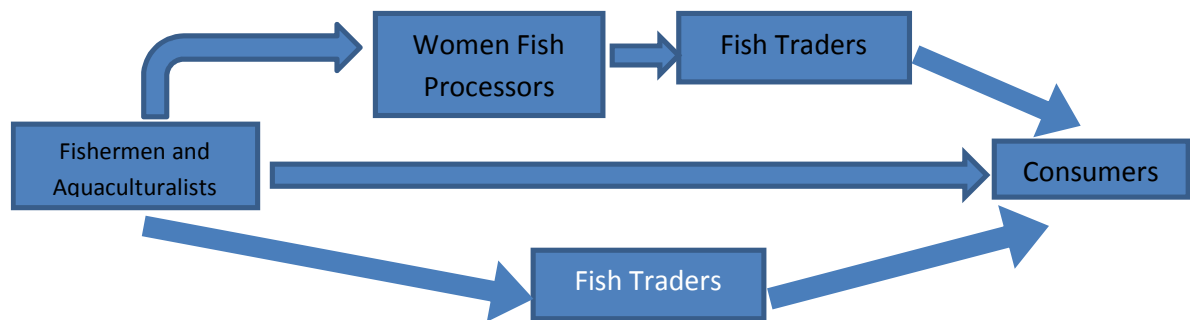 Women Fish
Processors
Fish Traders
Fishermen and
Aquaculturalists
Consumers
Fish Traders